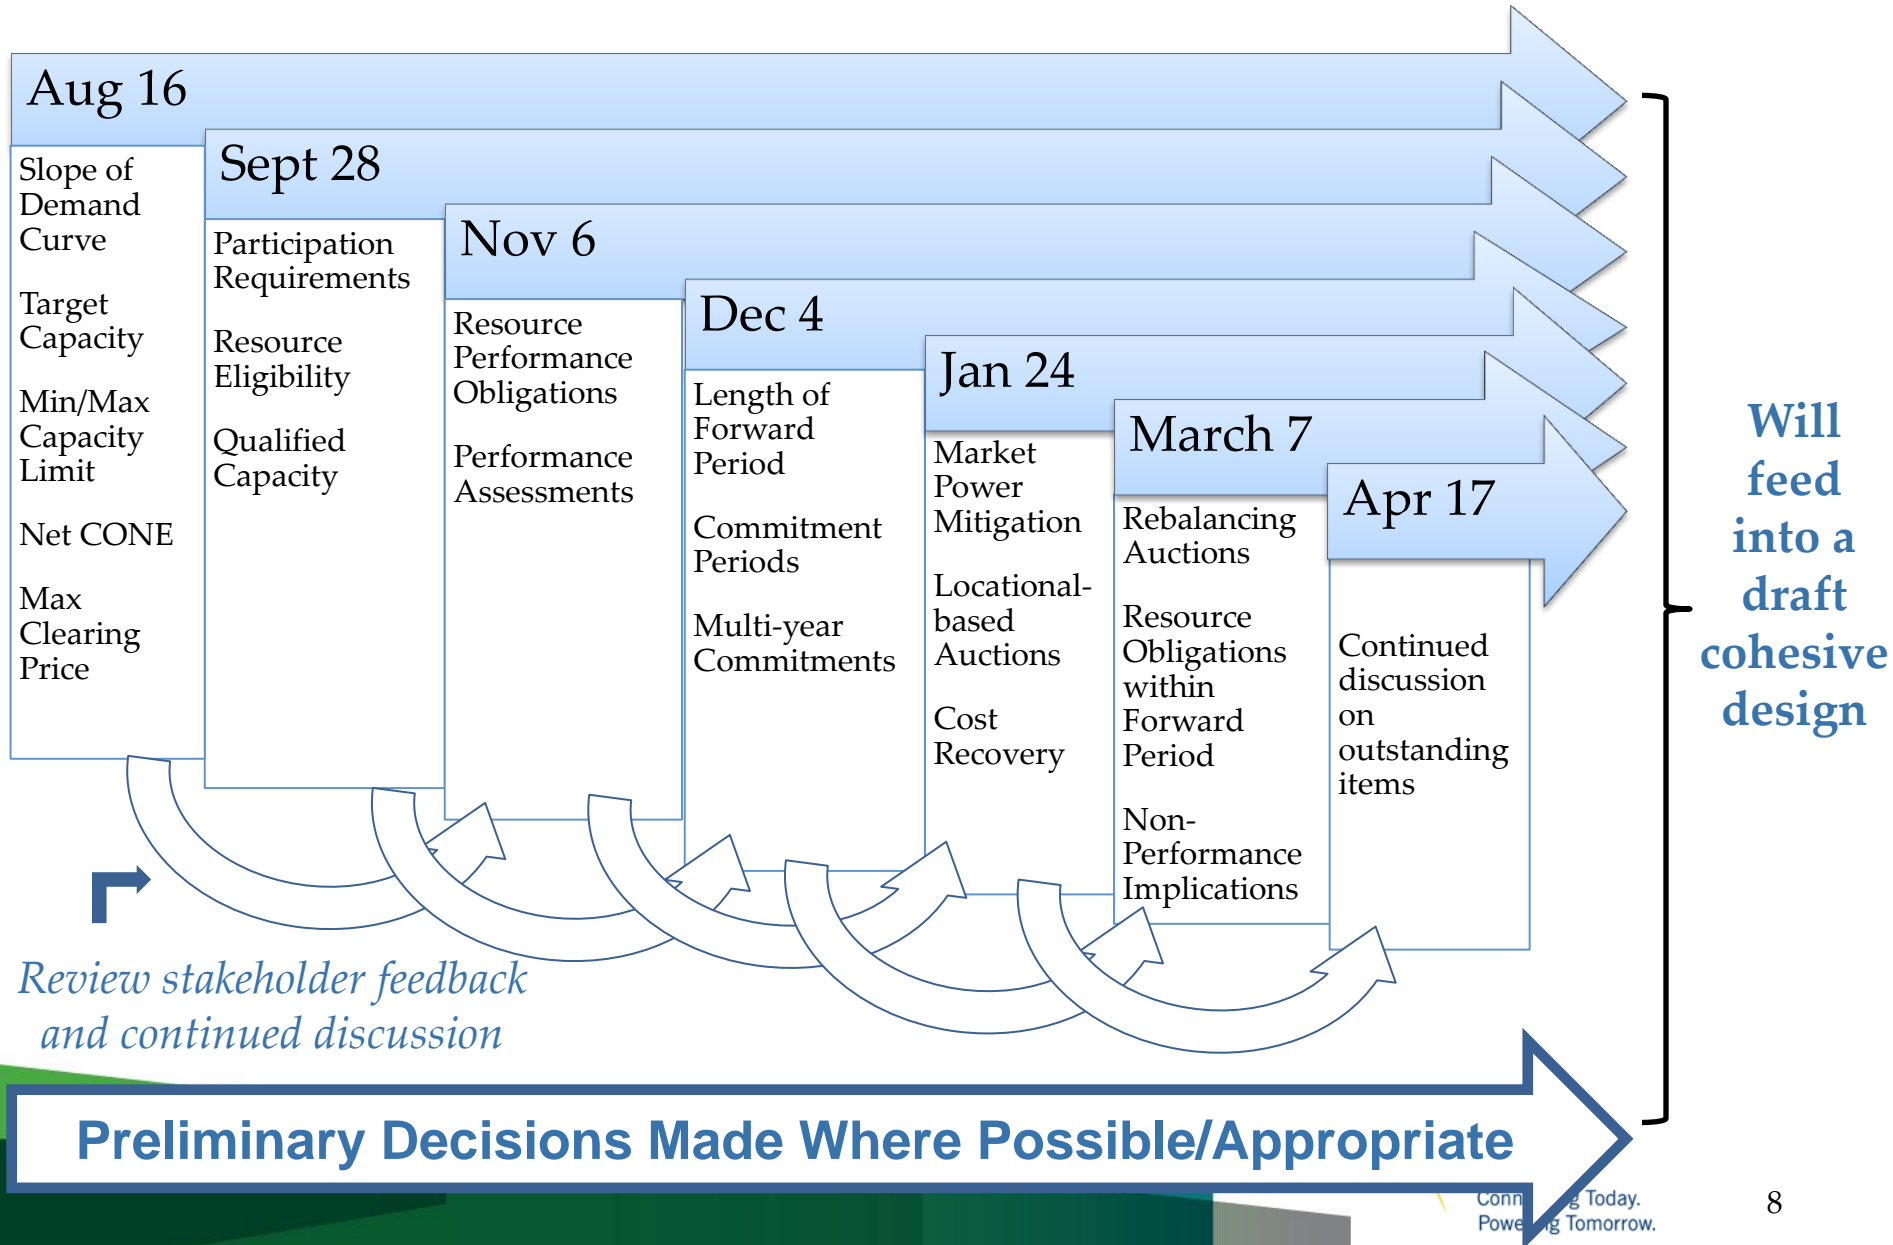 Aug 16
Slope of
Demand
Curve
Target
Capacity
Min/Max
Capacity
Limit
Net CONE
Max
Clearing
Price
Sept 28
Participation
Requirements
Resource
Eligibility
Qualified
Capacity
Nov 6
Resource
Performance
Obligations
Performance
Assessments
Dec 4
Length of
Forward
Period
Commitment
Periods
Multi-year
Commitments
Jan 24
Market
Power
Mitigation
Locational-
based
Auctions
Cost
Recovery
March 7
Rebalancing
Auctions
Resource
Obligations
within
Forward
Period
Non-
Performance
Implications
Apr 17
Continued
discussion
on
outstanding
items
Will
feed
into a
draft
cohesive
design
Review stakeholder feedback
and continued discussion
Preliminary Decisions Made Where Possible/Appropriate
Today.
Tomorrow.
8